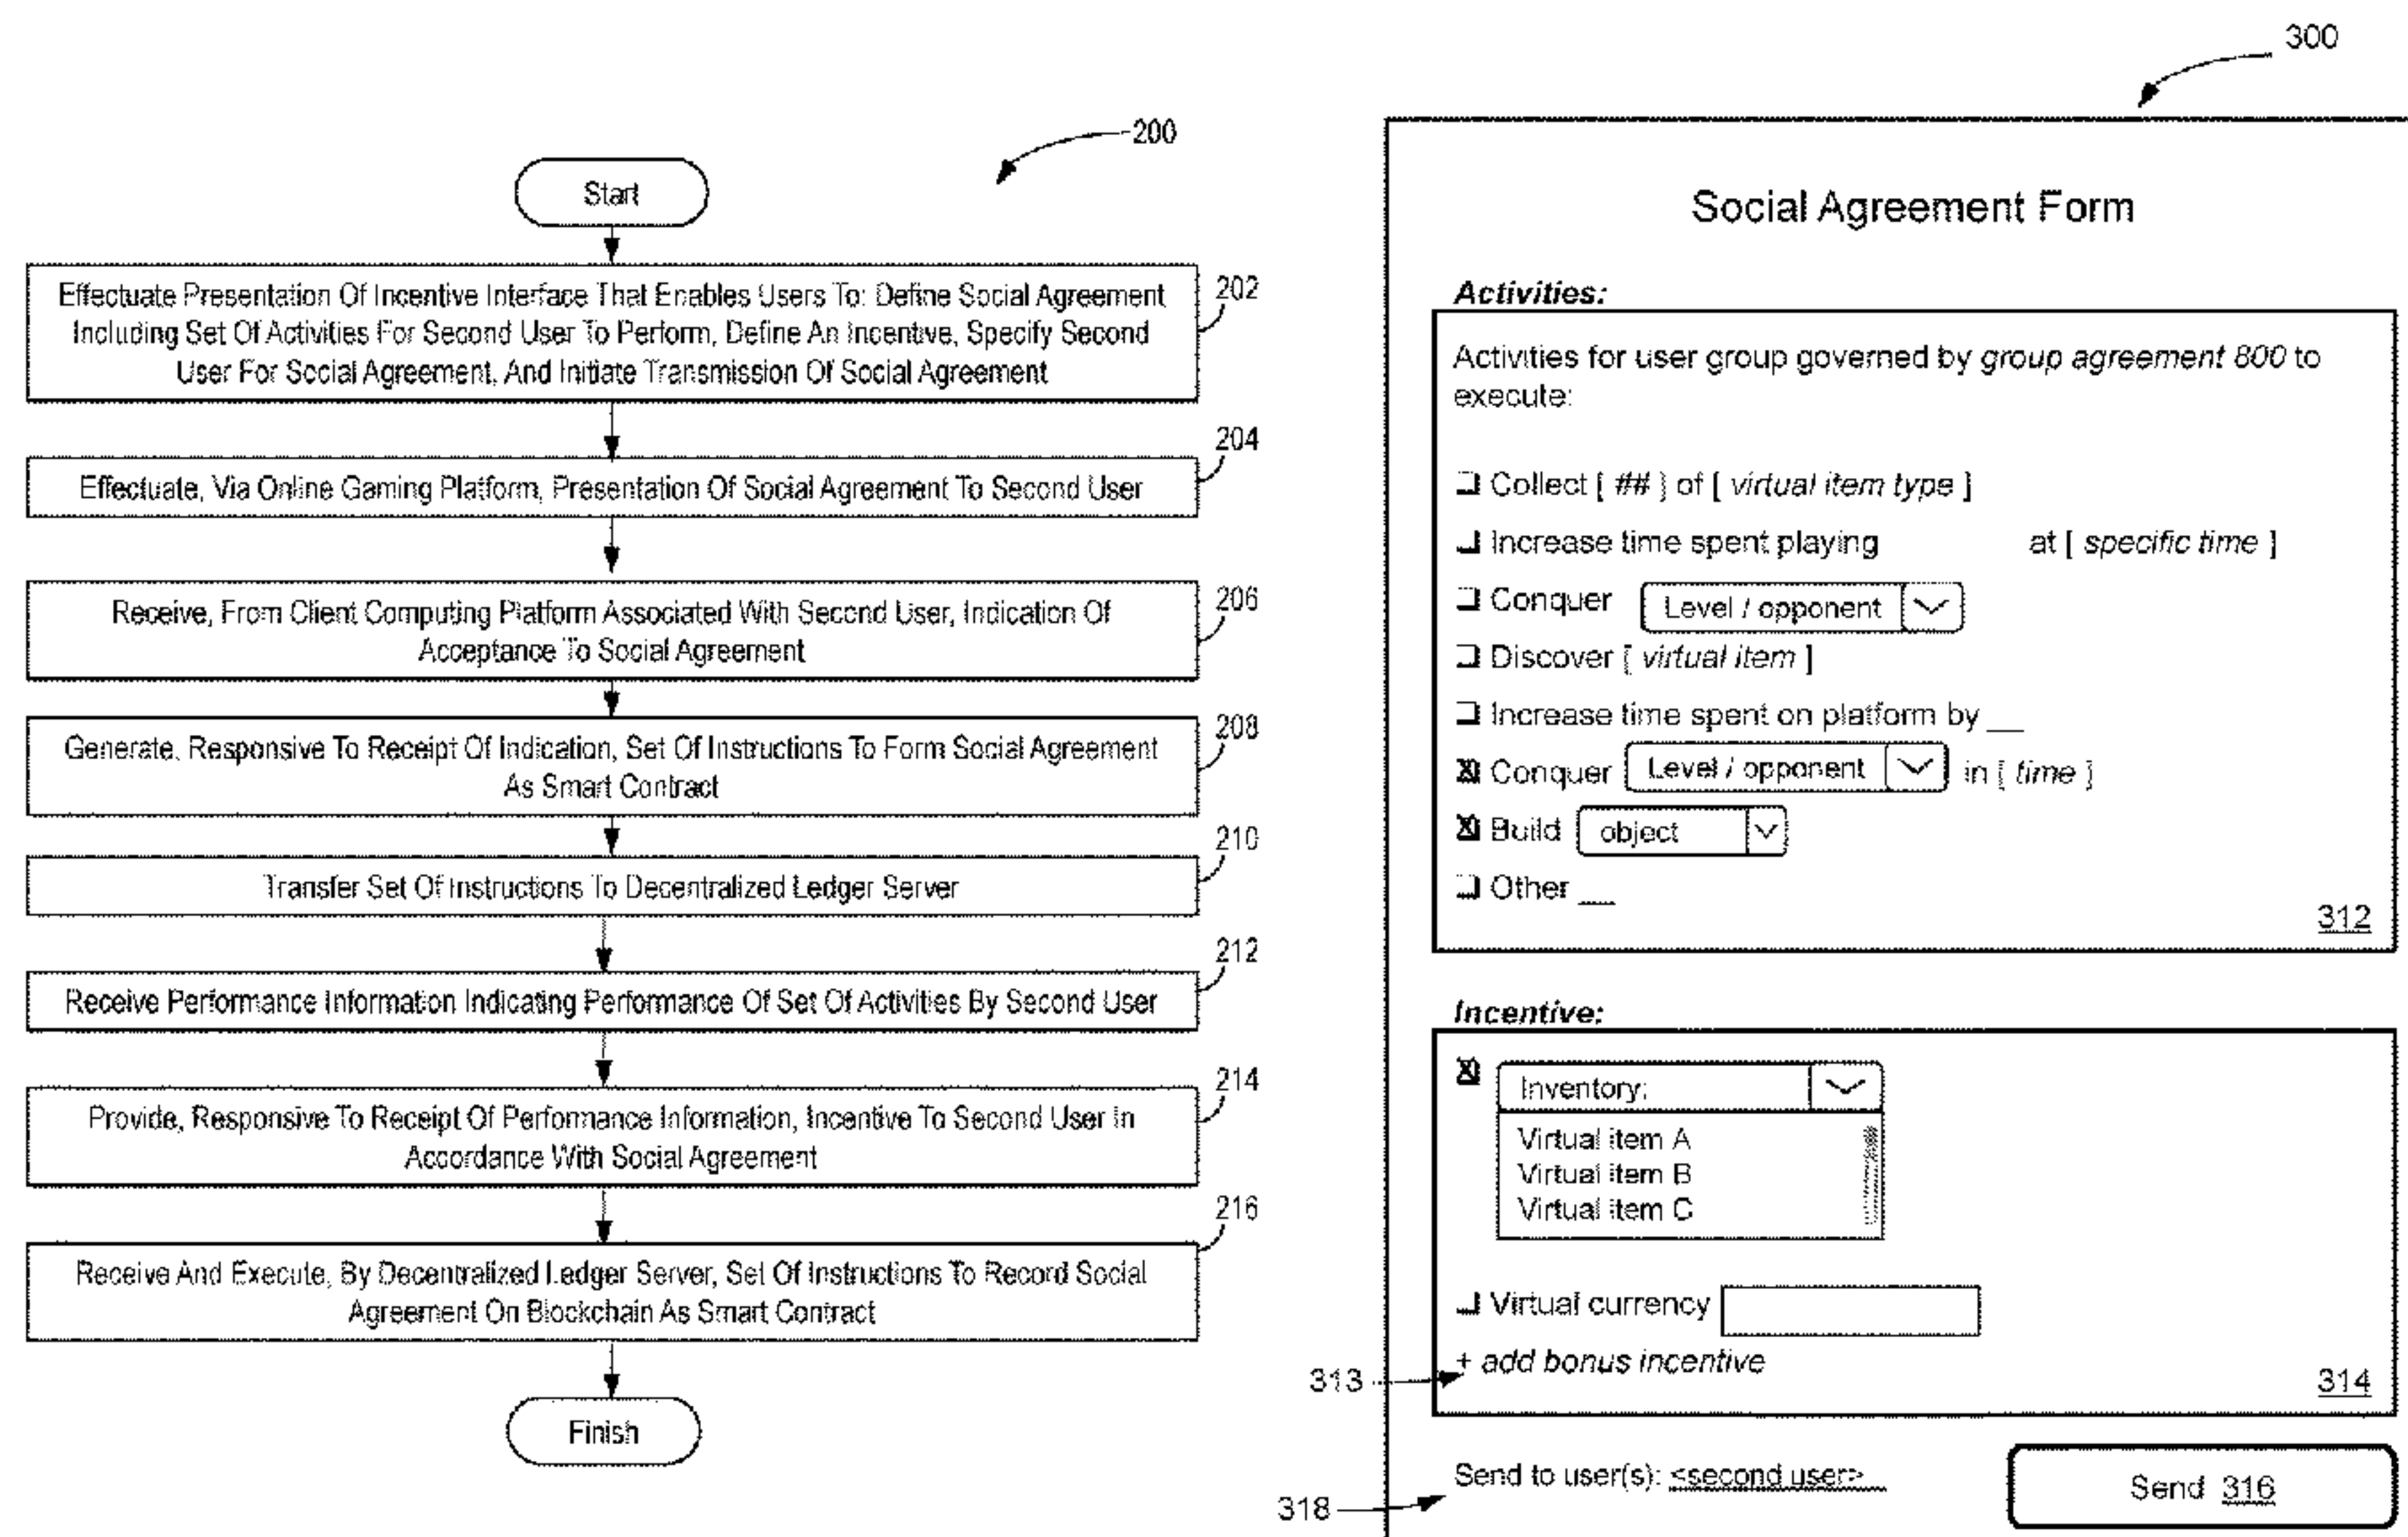 200
Start
Effectuate Presentation Of Incentive Interface That Enables Users To: Define Social Agreement
Including Set Of Activities For Second User To Perform, Define An Incentive, Specify Second
User For Social Agreement, And Initiate Transmission Of Social Agreement
202
Effectuate, Via Online Gaming Platform, Presentation Of Social Agreement To Second User
204
Receive, From Client Computing Platform Associated With Second User, Indication Of
Acceptance To Social Agreement
206
Generate, Responsive To Receipt Of Indication, Set Of Instructions To Form Social Agreement
As Smart Contract
208
Transfer Set Of Instructions To Decentralized Ledger Server
210
Receive Performance Information Indicating Performance Of Set Of Activities By Second User
212
Provide, Responsive To Receipt Of Performance Information, Incentive To Second User In
Accordance With Social Agreement
214
Receive And Execute, By Decentralized Ledger Server, Set Of Instructions To Record Social
Agreement On Blockchain As Smart Contract
216
Finish
300
Social Agreement Form
Activities:
Activities for user group governed by group agreement 800 to
execute:
Collect [ ## ] of [ virtual item type ]
Increase time spent playing at [ specific time ]
Conquer Level / opponent
Discover [ virtual item ]
Increase time spent on platform by __
Conquer Level / opponent in [ time ]
Build object
Other __
312
Incentive:
Inventory:
Virtual item A
Virtual item B
Virtual item C
Virtual currency
+ add bonus incentive
313
314
Send to user(s): <second user>
318
Send 316